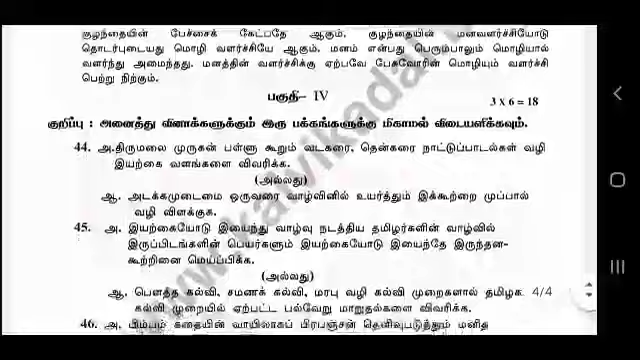 குழந்தையின் பேச்சைக் கேட்பதே ஆகும். குழந்தையின் மனவளர்ச்சியோடு
தொடர்புடையது மொழி வளர்ச்சியே ஆகும். மனம் என்பது பெரும்பாலும் மொழியால்
வளர்ந்து அமைந்தது. மனத்தின் வளர்ச்சிக்கு ஏற்பவே பேசுவோரின் மொழியும் வளர்ச்சி
பெற்று நிற்கும்.
பகுதி- IV
3 X 6 = 18
குறிப்பு : அனைத்து வினாக்களுக்கும் இரு பக்கங்களுக்கு மிகாமல் விடையளிக்கவும்.
44. அ.திருமலை முருகன் பள்ளு கூறும் வடகரை, தென்கரை நாட்டுப்பாடல்கள் வழி
இயற்கை வளங்களை விவரிக்க.
(அல்லது)
ஆ. அடக்கமுடைமை ஒருவரை வாழ்வினில் உயர்த்தும் இக்கூற்றை முப்பால்
வழி விளக்குக.
45. அ. இயற்கையோடு இயைந்து வாழ்வு நடத்திய தமிழர்களின் வாழ்வில்
இருப்பிடங்களின் பெயர்களும் இயற்கையோடு இயைந்தே இருந்தன-
கூற்றினை மெய்ப்பிக்க.
(அல்லது)
ஆ. பௌத்த கல்வி, சமணக் கல்வி, மரபு வழி கல்வி முறைகளால் தமிழக 4/4
கல்வி முறையில் ஏற்பட்ட பல்வேறு மாறுதல்களை விவரிக்க.
46. அ. பிம்பம் கதையின் வாயிலாகப் பிரபஞ்சன் தெளிவுபடுத்தும் மனித